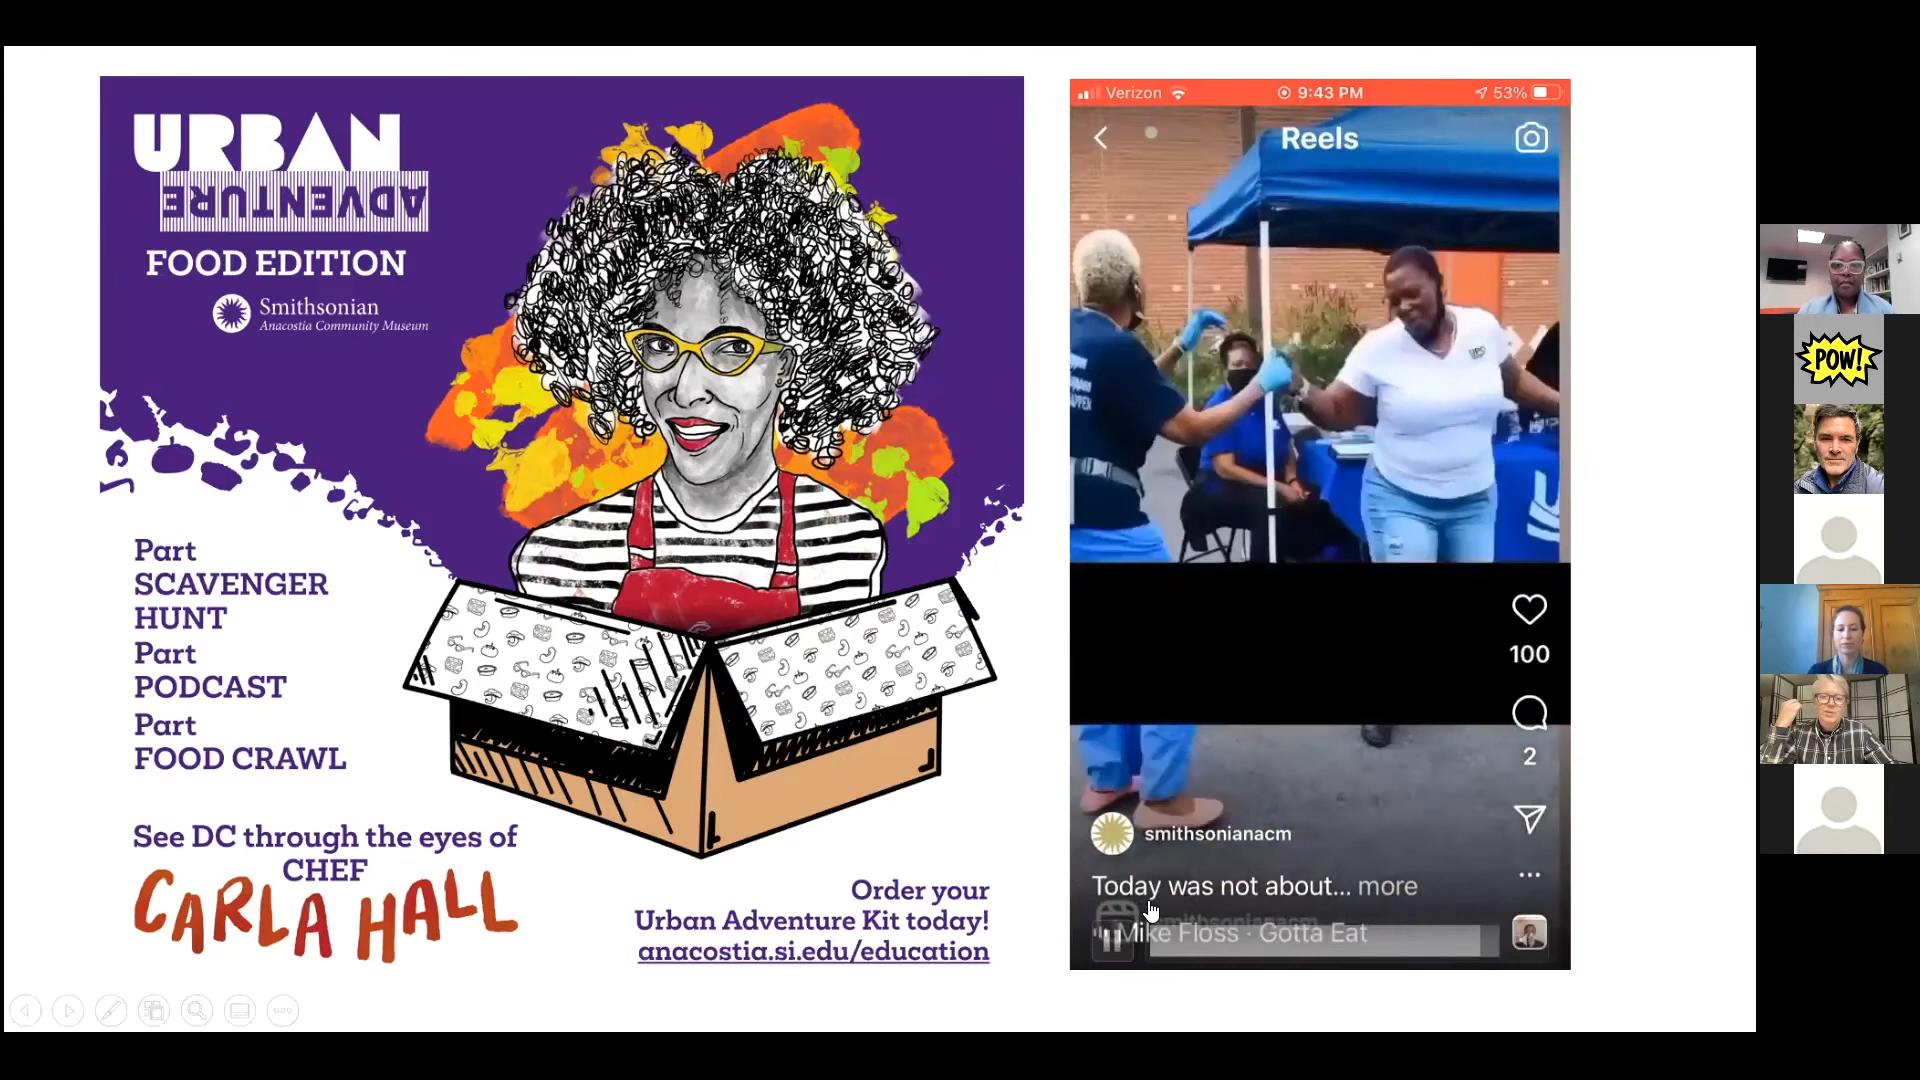 URBAN
ADVENTURE
FOOD EDITION
Smithsonian
Anacostia Community Museum
Part
SCAVENGER
HUNT
Part
PODCAST
Part
FOOD CRAWL
See DC through the eyes of
CHEF
CARLA HALL
Order your
Urban Adventure Kit today!
anacostia.si.edu/education
Verizon
9:43 PM
53%
Reels
UPO
100
2
smithsonianacm
Today was not about... more
smithsonianacm
Mike Floss · Gotta Eat
POW!